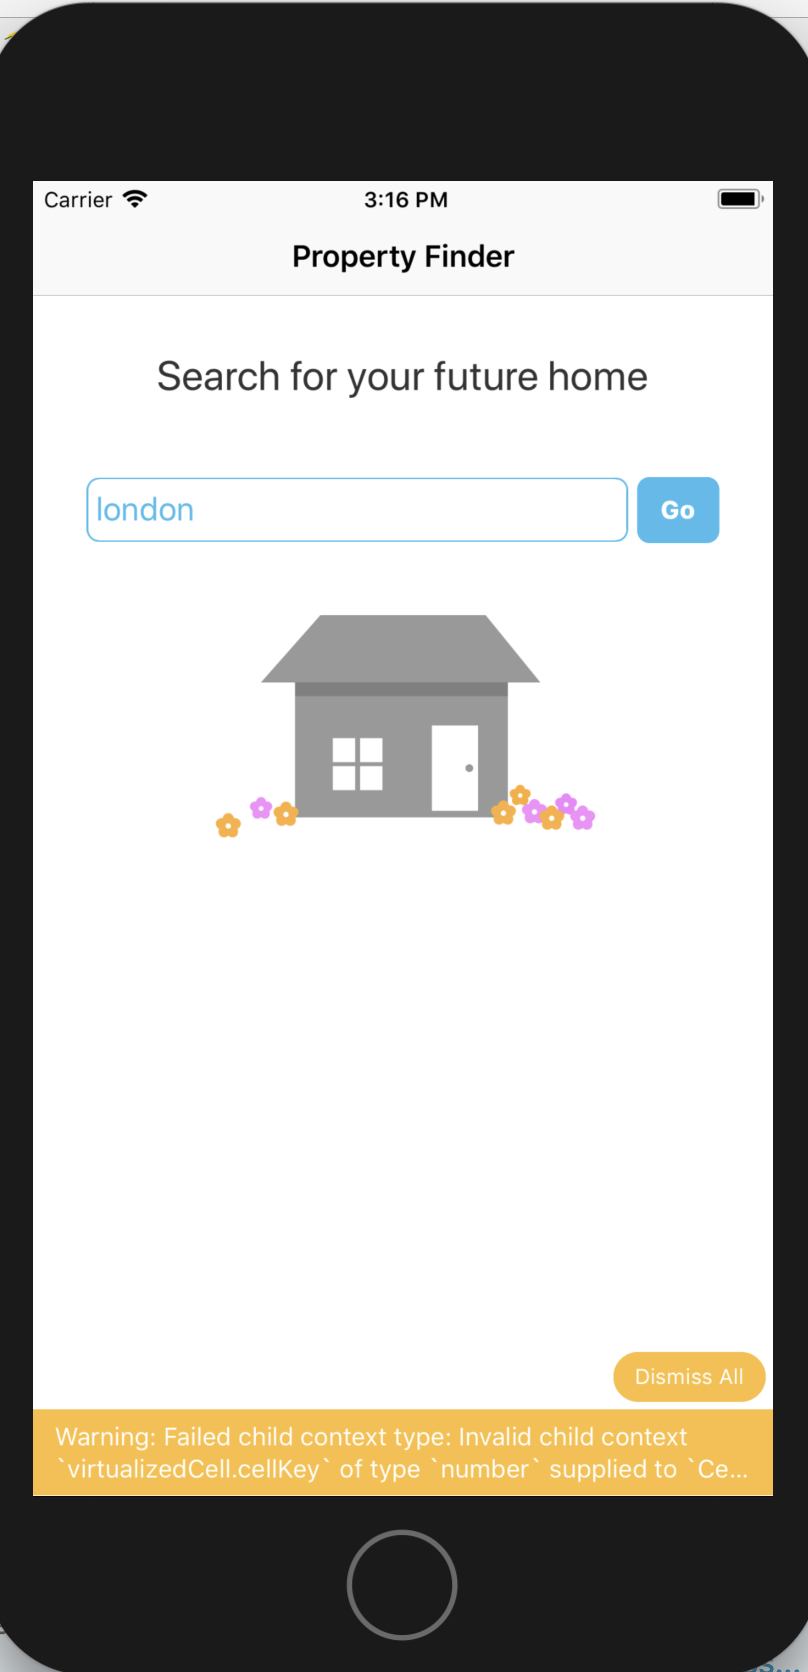 Carrier 3:16 PM
Property Finder
Search for your future home
london Go
Dismiss All
Warning: Failed child context type: Invalid child context
`virtualizedCell.cellKey` of type `number` supplied to `Ce...